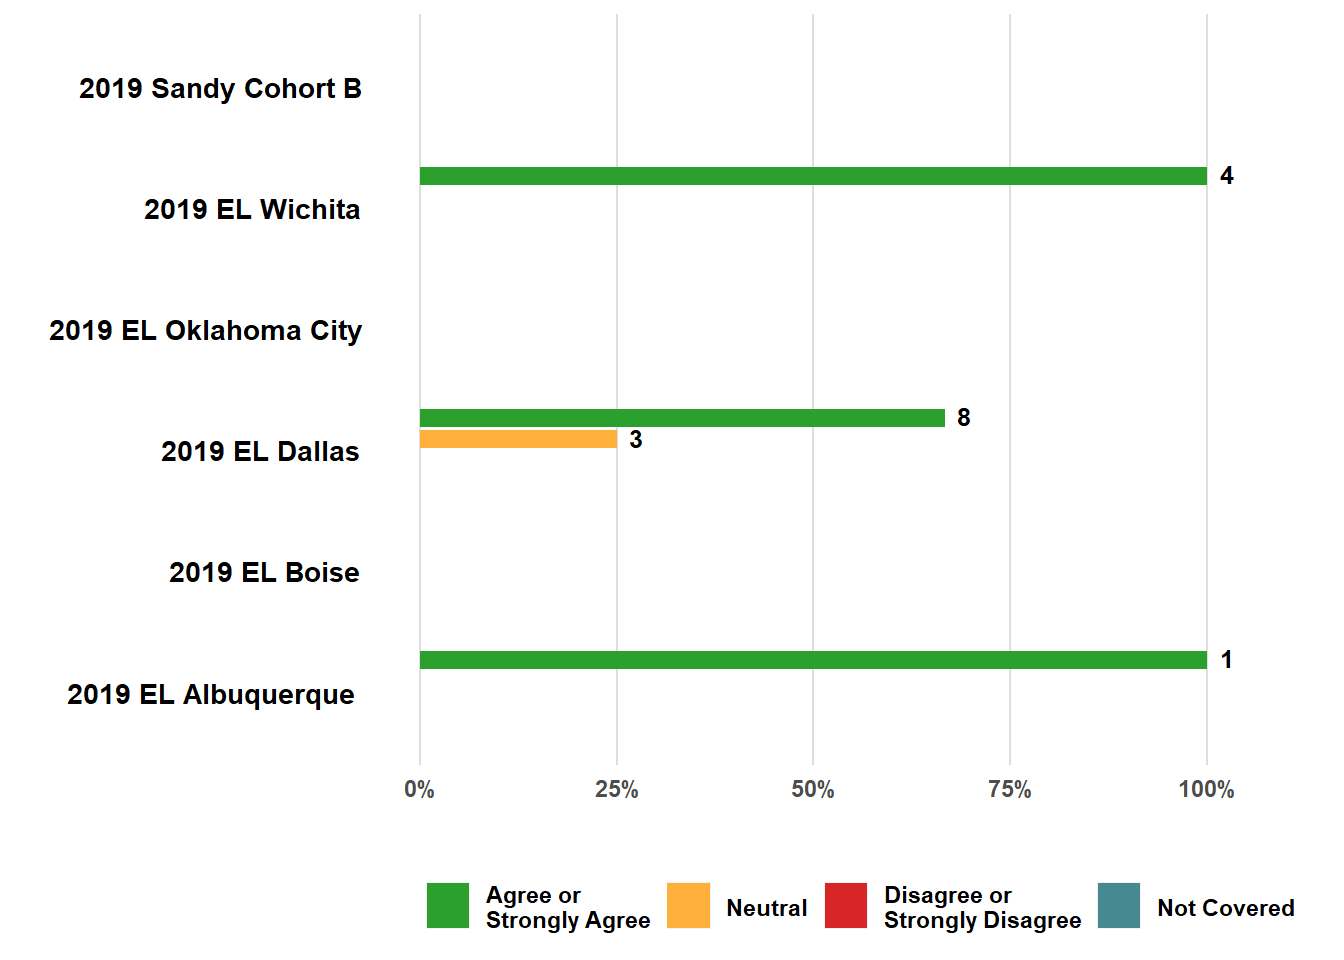 2019 Sandy Cohort B
4
2019 EL Wichita
2019 EL Oklahoma City
8
3
2019 EL Dallas
2019 EL Boise
1
2019 EL Albuquerque
0%
25%
50%
75%
100%
Agree or
Strongly Agree
Neutral
Disagree or
Strongly Disagree
Not Covered